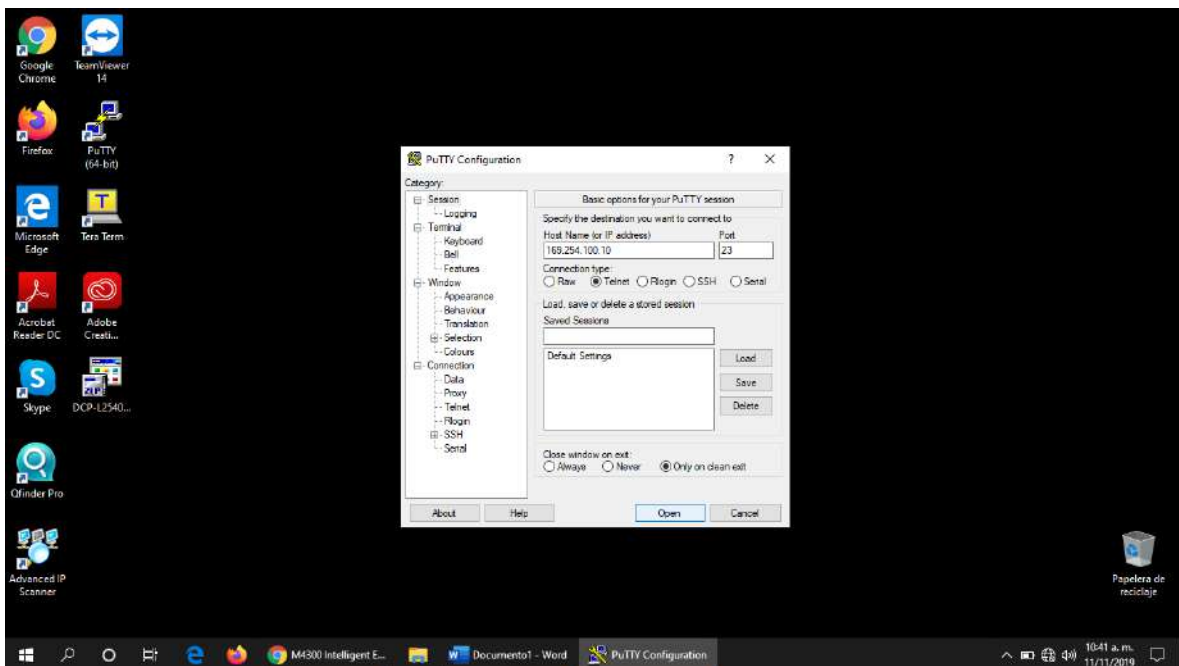 Google
Chrome
TeamViewer
14
Firefox
PuTTY
(64-bit)
Microsoft
Edge
Tera Term
Acrobat
Reader DC
Adobe
Creati...
Skype
DCP-L2540...
Qfinder Pro
Advanced IP
Scanner
PuTTY Configuration
? X
Category:
Session
Logging
Terminal
Keyboard
Bell
Features
Window
Appearance
Behaviour
Translation
Selection
Colours
Connection
Data
Proxy
Telnet
Rlogin
SSH
Serial
Basic options for your PuTTY session
Specify the destination you want to connect to
Host Name (or IP address) Port
169.254.100.10 23
Connection type:
Raw Telnet Rlogin SSH Serial
Load, save or delete a stored session
Saved Sessions
Default Settings
Load
Save
Delete
Close window on exit:
Always Never Only on clean exit
About Help Open Cancel
Papelera de
reciclaje
M4300 Intelligent E... Documento1 - Word PuTTY Configuration
10:41 a. m.
11/11/2019